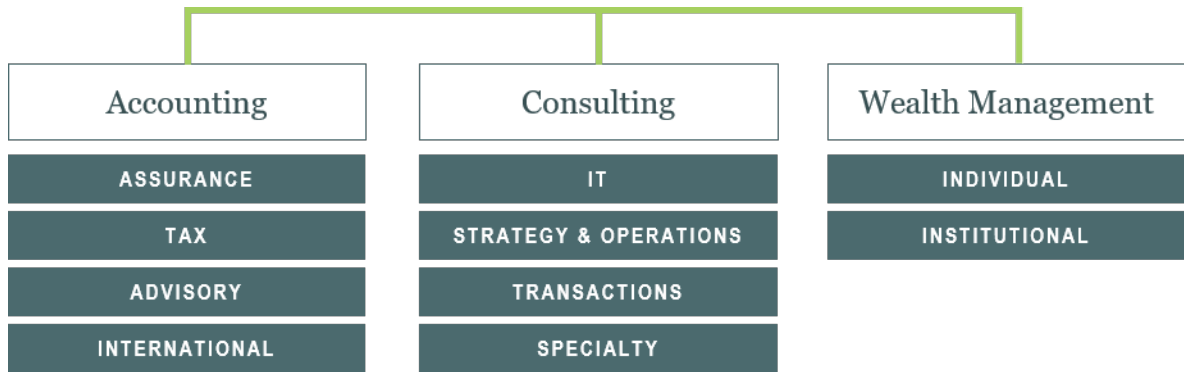 Accounting
ASSURANCE
TAX
ADVISORY
INTERNATIONAL
Consulting
IT
STRATEGY & OPERATIONS
TRANSACTIONS
SPECIALTY
Wealth Management
INDIVIDUAL
INSTITUTIONAL